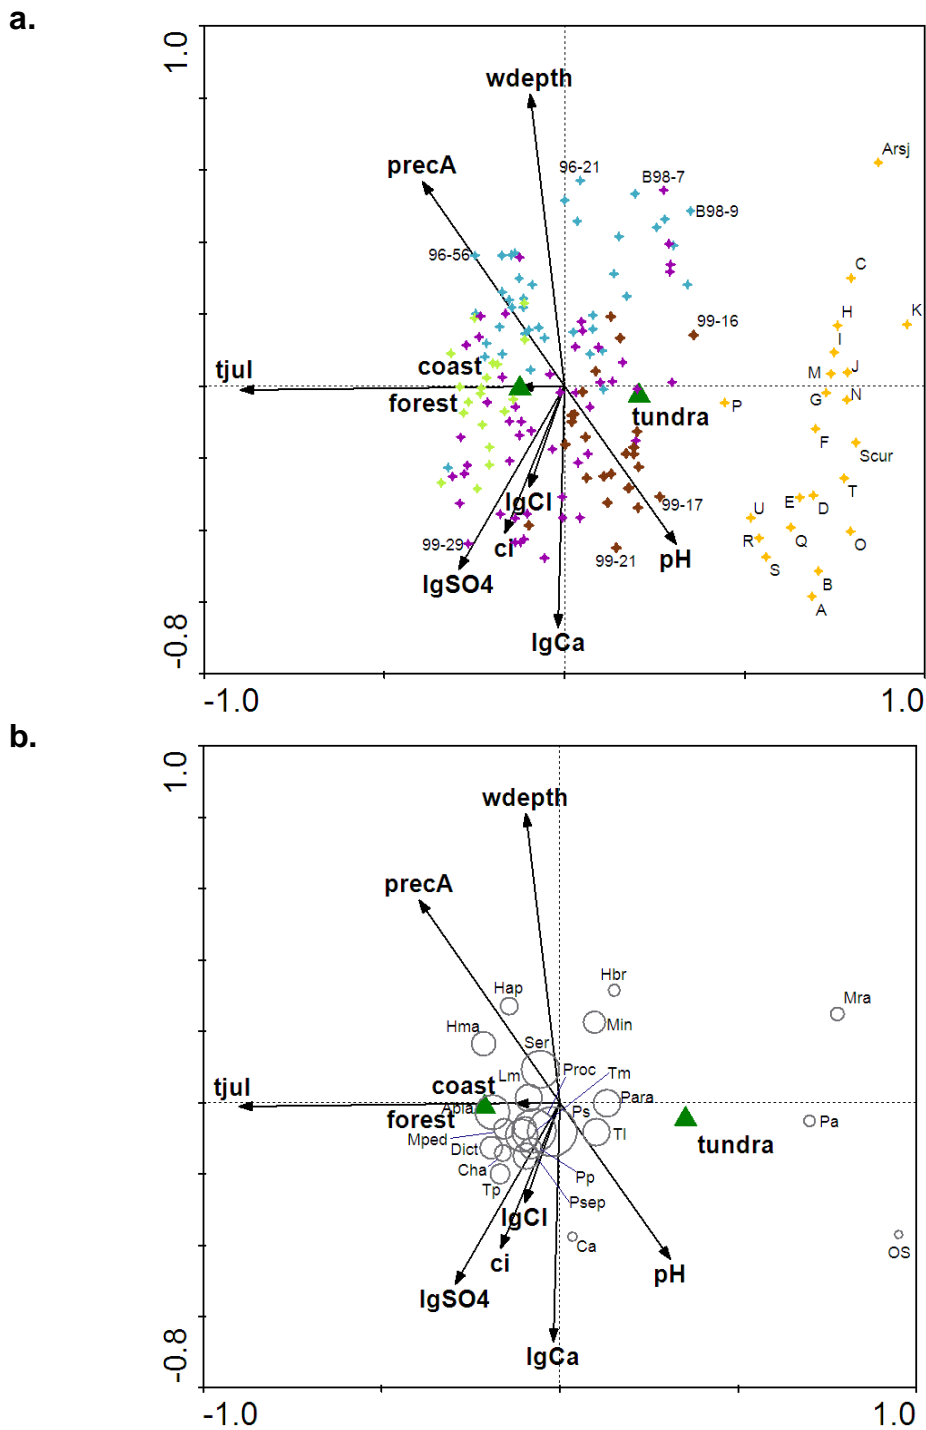 a.
1.0
wdepth
Arsj
precA
96-21
B98-7
B98-9
96-56
C
H
K
99-16
I
tjul
coast
M
J
forest
G
N
P
tundra
F
Scur
T
lgCl
99-17
U
E
D
ci
R
Q
O
99-29
99-21
pH
lgSO4
S
B
A
lgCa
-0.8
-1.0
1.0
b.
1.0
wdepth
precA
Hbr
Hap
Mra
Min
Hma
Ser
Proc
Tm
Lm
tjul
coast
Para
Abla
Ps
forest
Pa
Mped
Tl
tundra
Dict
Cha
Pp
Tp
Psep
lgCl
Ca
OS
ci
pH
lgSO4
lgCa
-0.8
-1.0
1.0